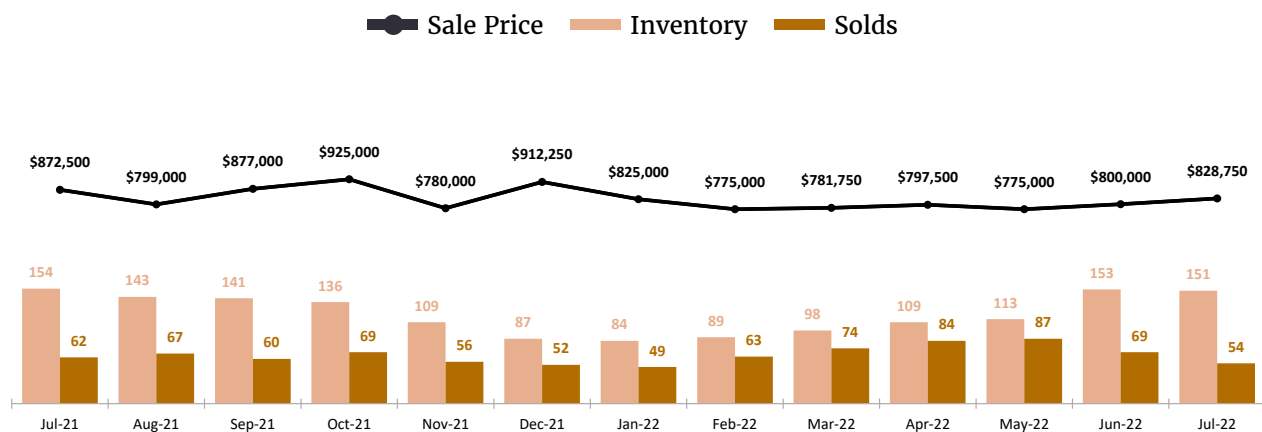 Sale Price Inventory Solds
$872,500 $799,000 $877,000 $925,000 $780,000 $912,250 $825,000 $775,000 $781,750 $797,500 $775,000 $800,000 $828,750
154 143 141 136 109 87 84 89 98 109 113 153 151
62 67 60 69 56 52 49 63 74 84 87 69 54
Jul-21 Aug-21 Sep-21 Oct-21 Nov-21 Dec-21 Jan-22 Feb-22 Mar-22 Apr-22 May-22 Jun-22 Jul-22